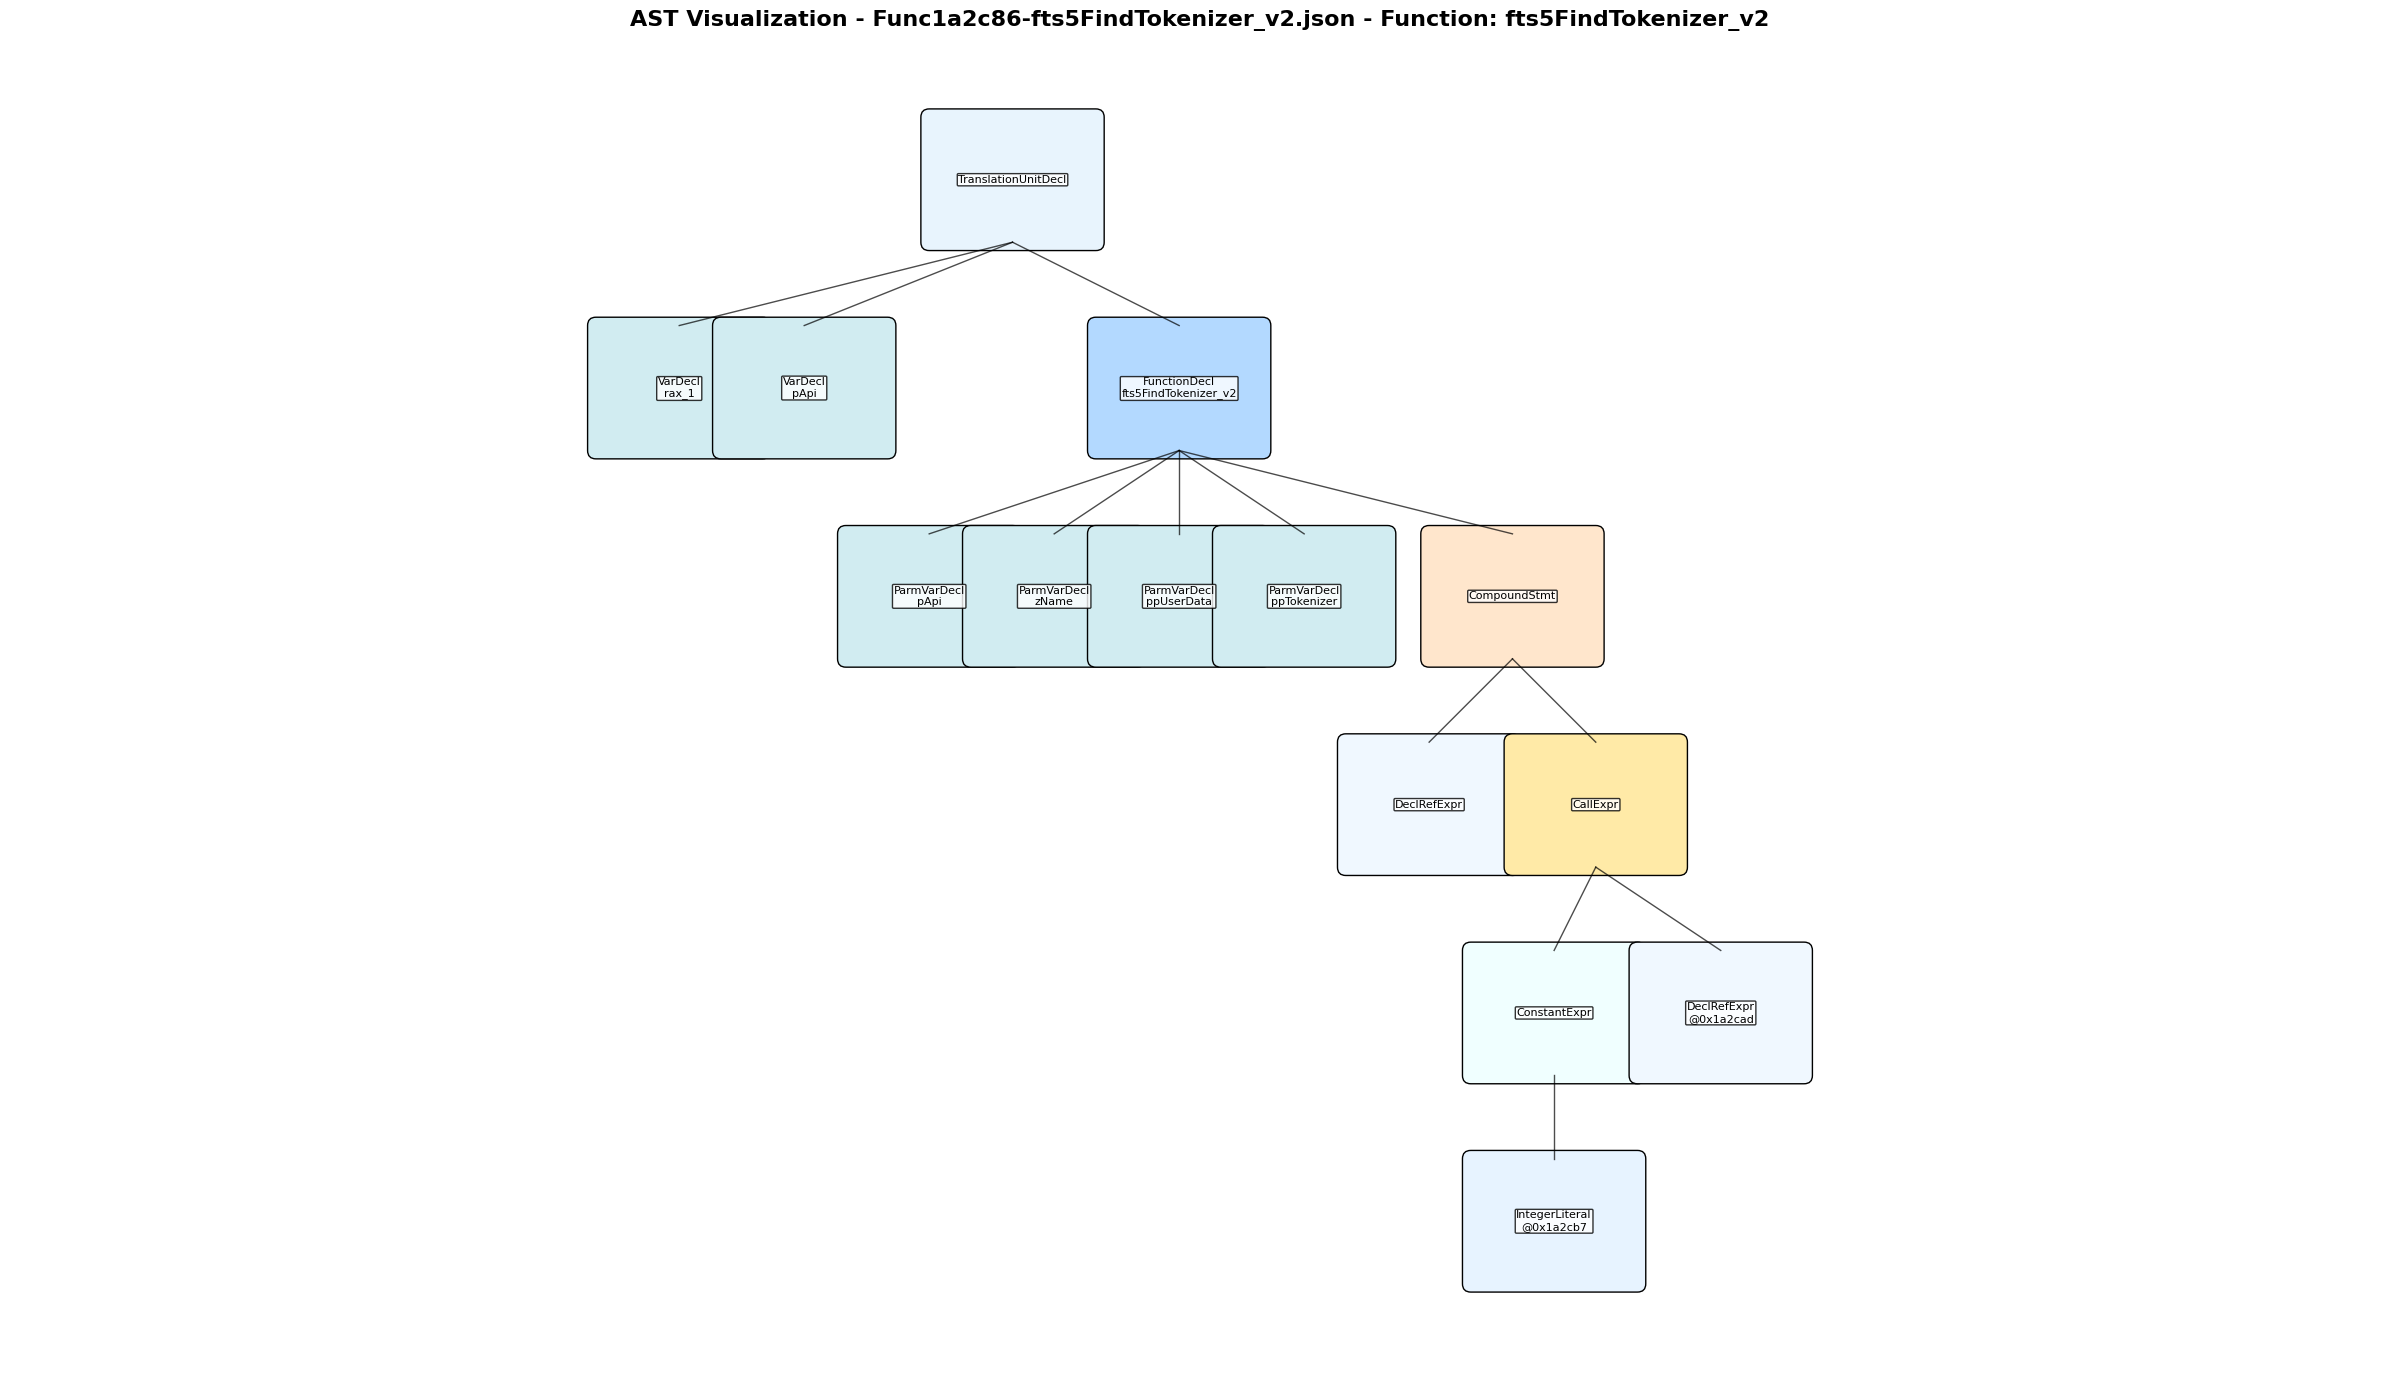 AST Visualization - Func1a2c86-fts5FindTokenizer_v2.json - Function: fts5FindTokenizer_v2
TranslationUnitDecl
VarDecl
rax_1
VarDecl
pApi
FunctionDecl
fts5FindTokenizer_v2
ParmVarDecl
pApi
ParmVarDecl
zName
ParmVarDecl
ppUserData
ParmVarDecl
ppTokenizer
CompoundStmt
DeclRefExpr
CallExpr
ConstantExpr
DeclRefExpr
@0x1a2cad
IntegerLiteral
@0x1a2cb7